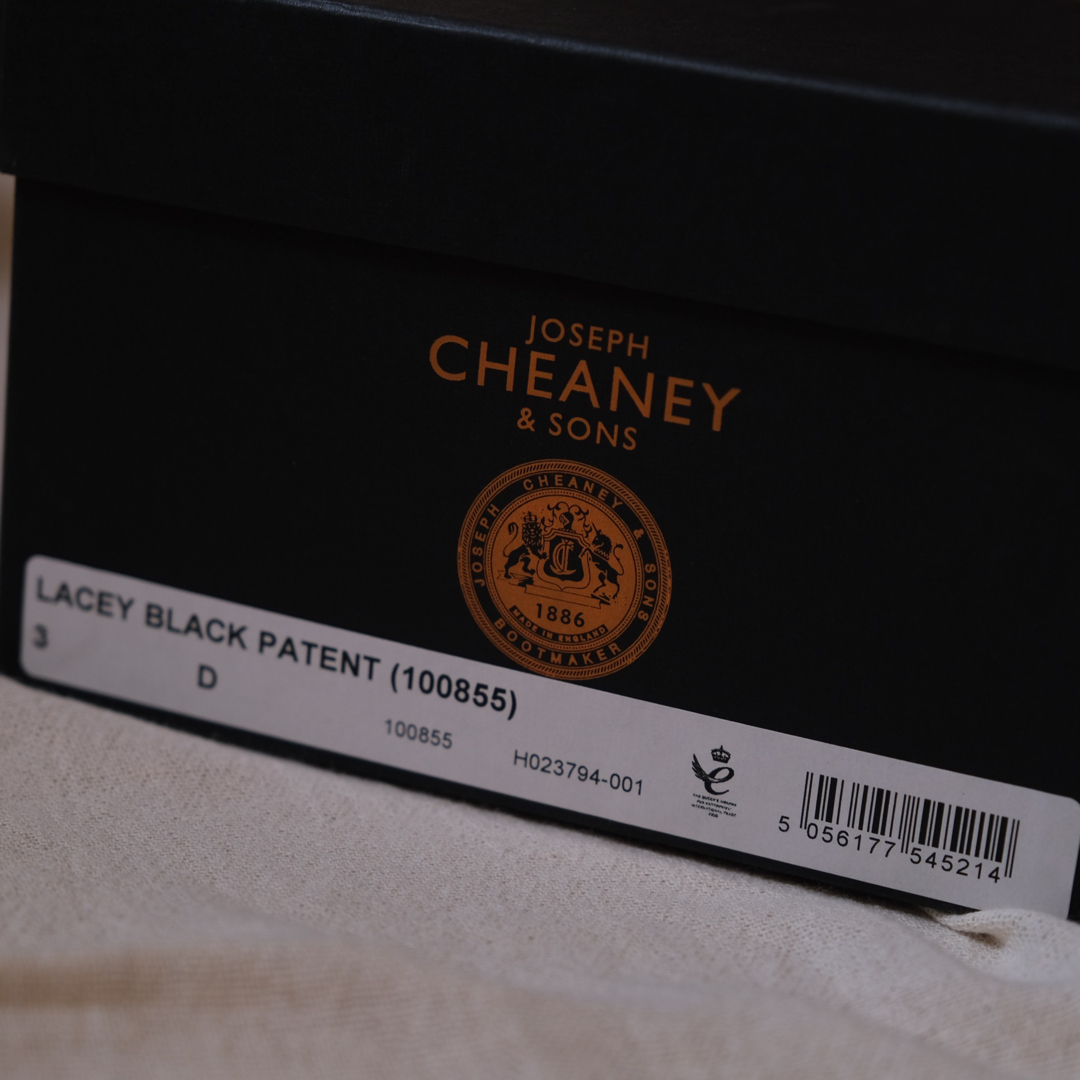 JOSEPH
CHEANEY
& SONS
JOSEPH CHEANEY & SONS
1886
MADE IN ENGLAND
BOOTMAKER
LACEY BLACK PATENT (100855)
3
D
100855
H023794-001
5 056177 545214